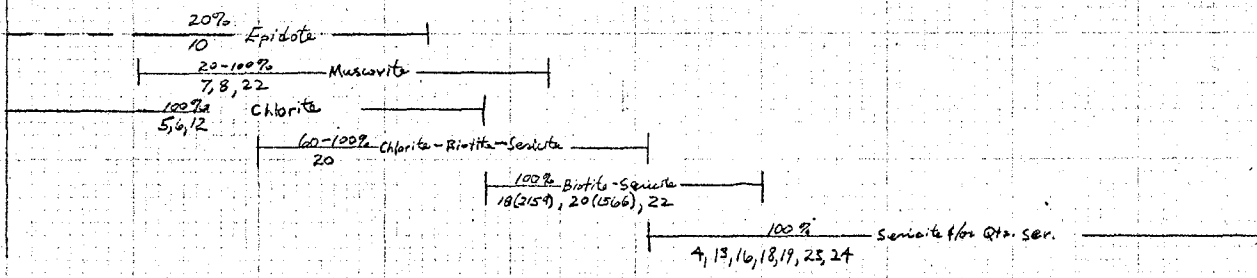 20% Epidote
10
20-100% Muscovite
7, 8, 22
100% Chlorite
5, 6, 12
60-100% Chlorite-Biotite-Sericite
20
100% Biotite-Sericite
18(2159), 20(1566), 22
100% Sericite &/or Qtz. ser.
4, 13, 16, 18, 19, 23, 24